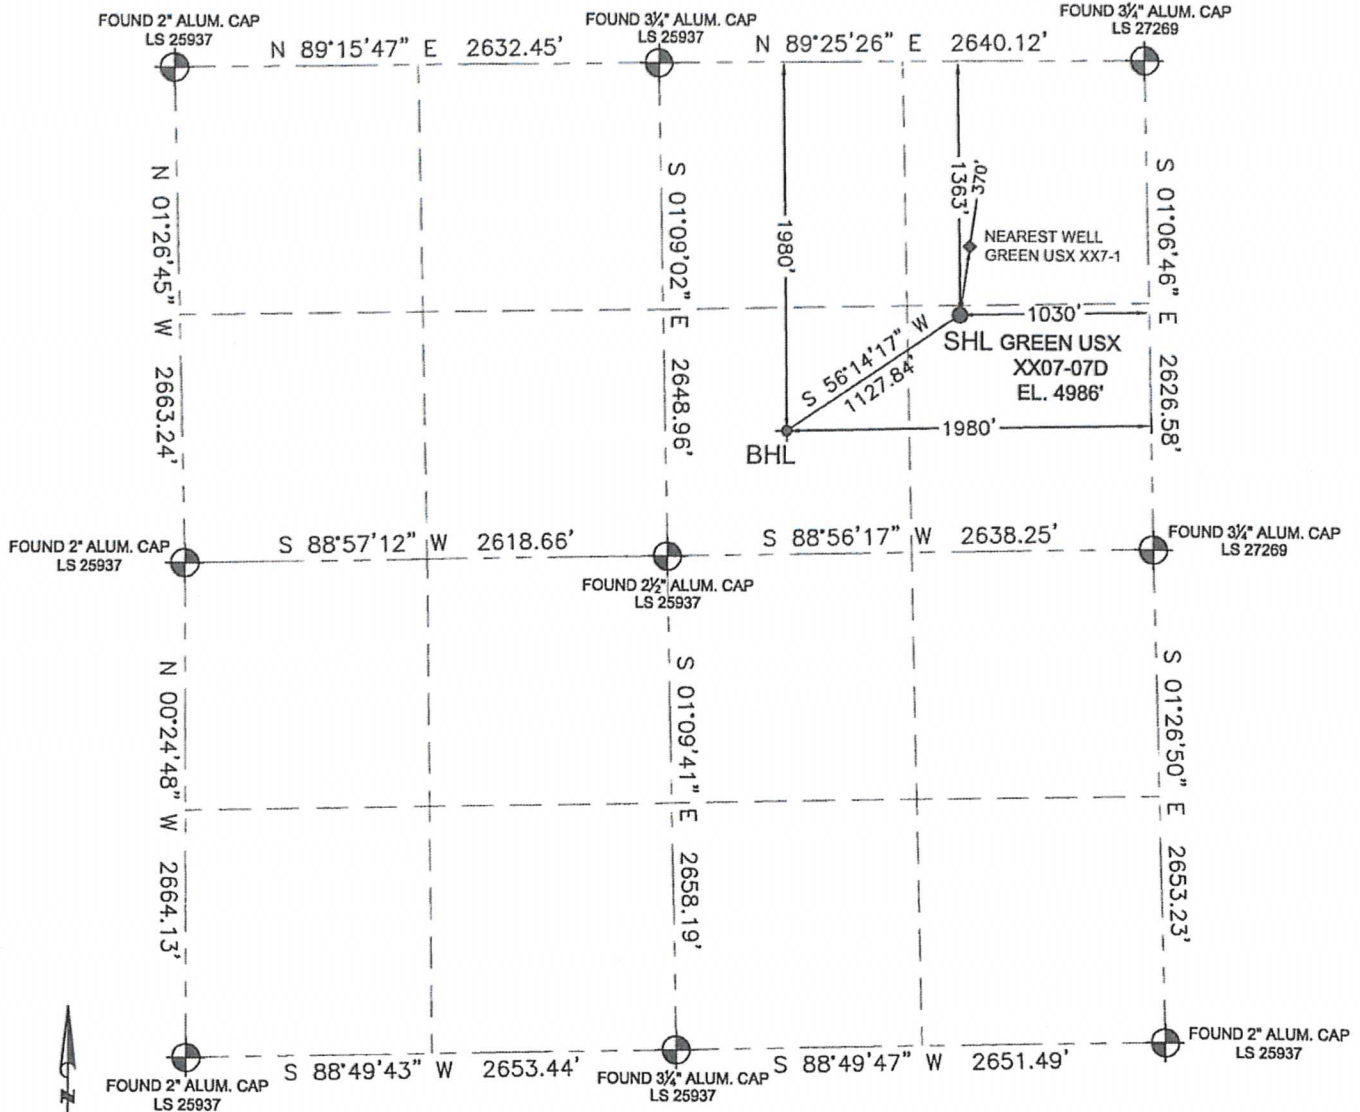 FOUND 2" ALUM. CAP
LS 25937
N 89°15'47" E 2632.45'
FOUND 3¼" ALUM. CAP
LS 25937
N 89°25'26" E 2640.12'
FOUND 3¼" ALUM. CAP
LS 27269
N 01°26'45" W 2663.24'
S 01°09'02" E 2648.96'
1980'
1363'
370'
NEAREST WELL
GREEN USX XX7-1
S 01°06'46" E 2626.58'
1030'
SHL GREEN USX
XX07-07D
EL. 4986'
S 56°14'17" W
1127.84'
1980'
BHL
FOUND 2" ALUM. CAP
LS 25937
S 88°57'12" W 2618.66'
FOUND 2½" ALUM. CAP
LS 25937
S 88°56'17" W 2638.25'
FOUND 3¼" ALUM. CAP
LS 27269
N 00°24'48" W 2664.13'
S 01°09'41" E 2658.19'
S 01°26'50" E 2653.23'
N
FOUND 2" ALUM. CAP
LS 25937
S 88°49'43" W 2653.44'
FOUND 3¼" ALUM. CAP
LS 25937
S 88°49'47" W 2651.49'
FOUND 2" ALUM. CAP
LS 25937